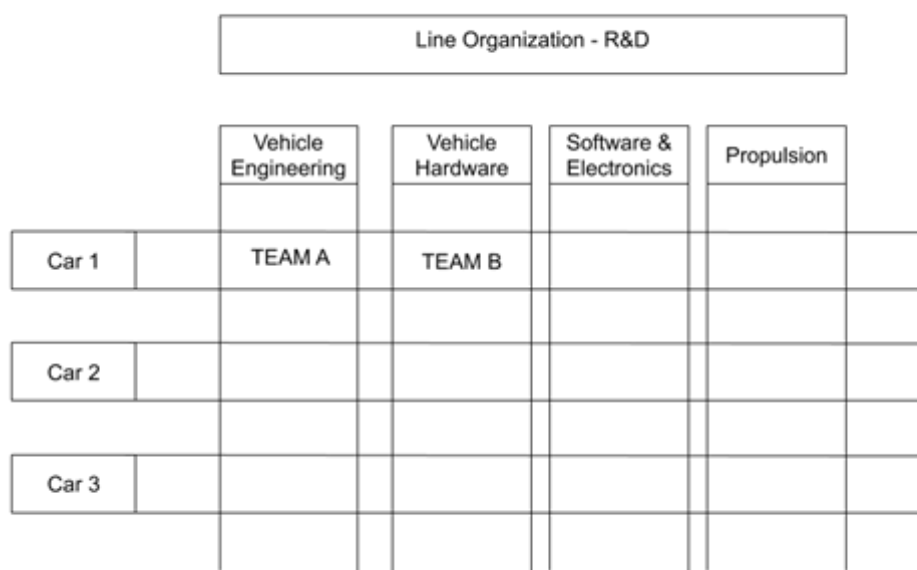 Line Organization - R&D
Vehicle
Engineering
Vehicle
Hardware
Software &
Electronics
Propulsion
Car 1
TEAM A
TEAM B
Car 2
Car 3